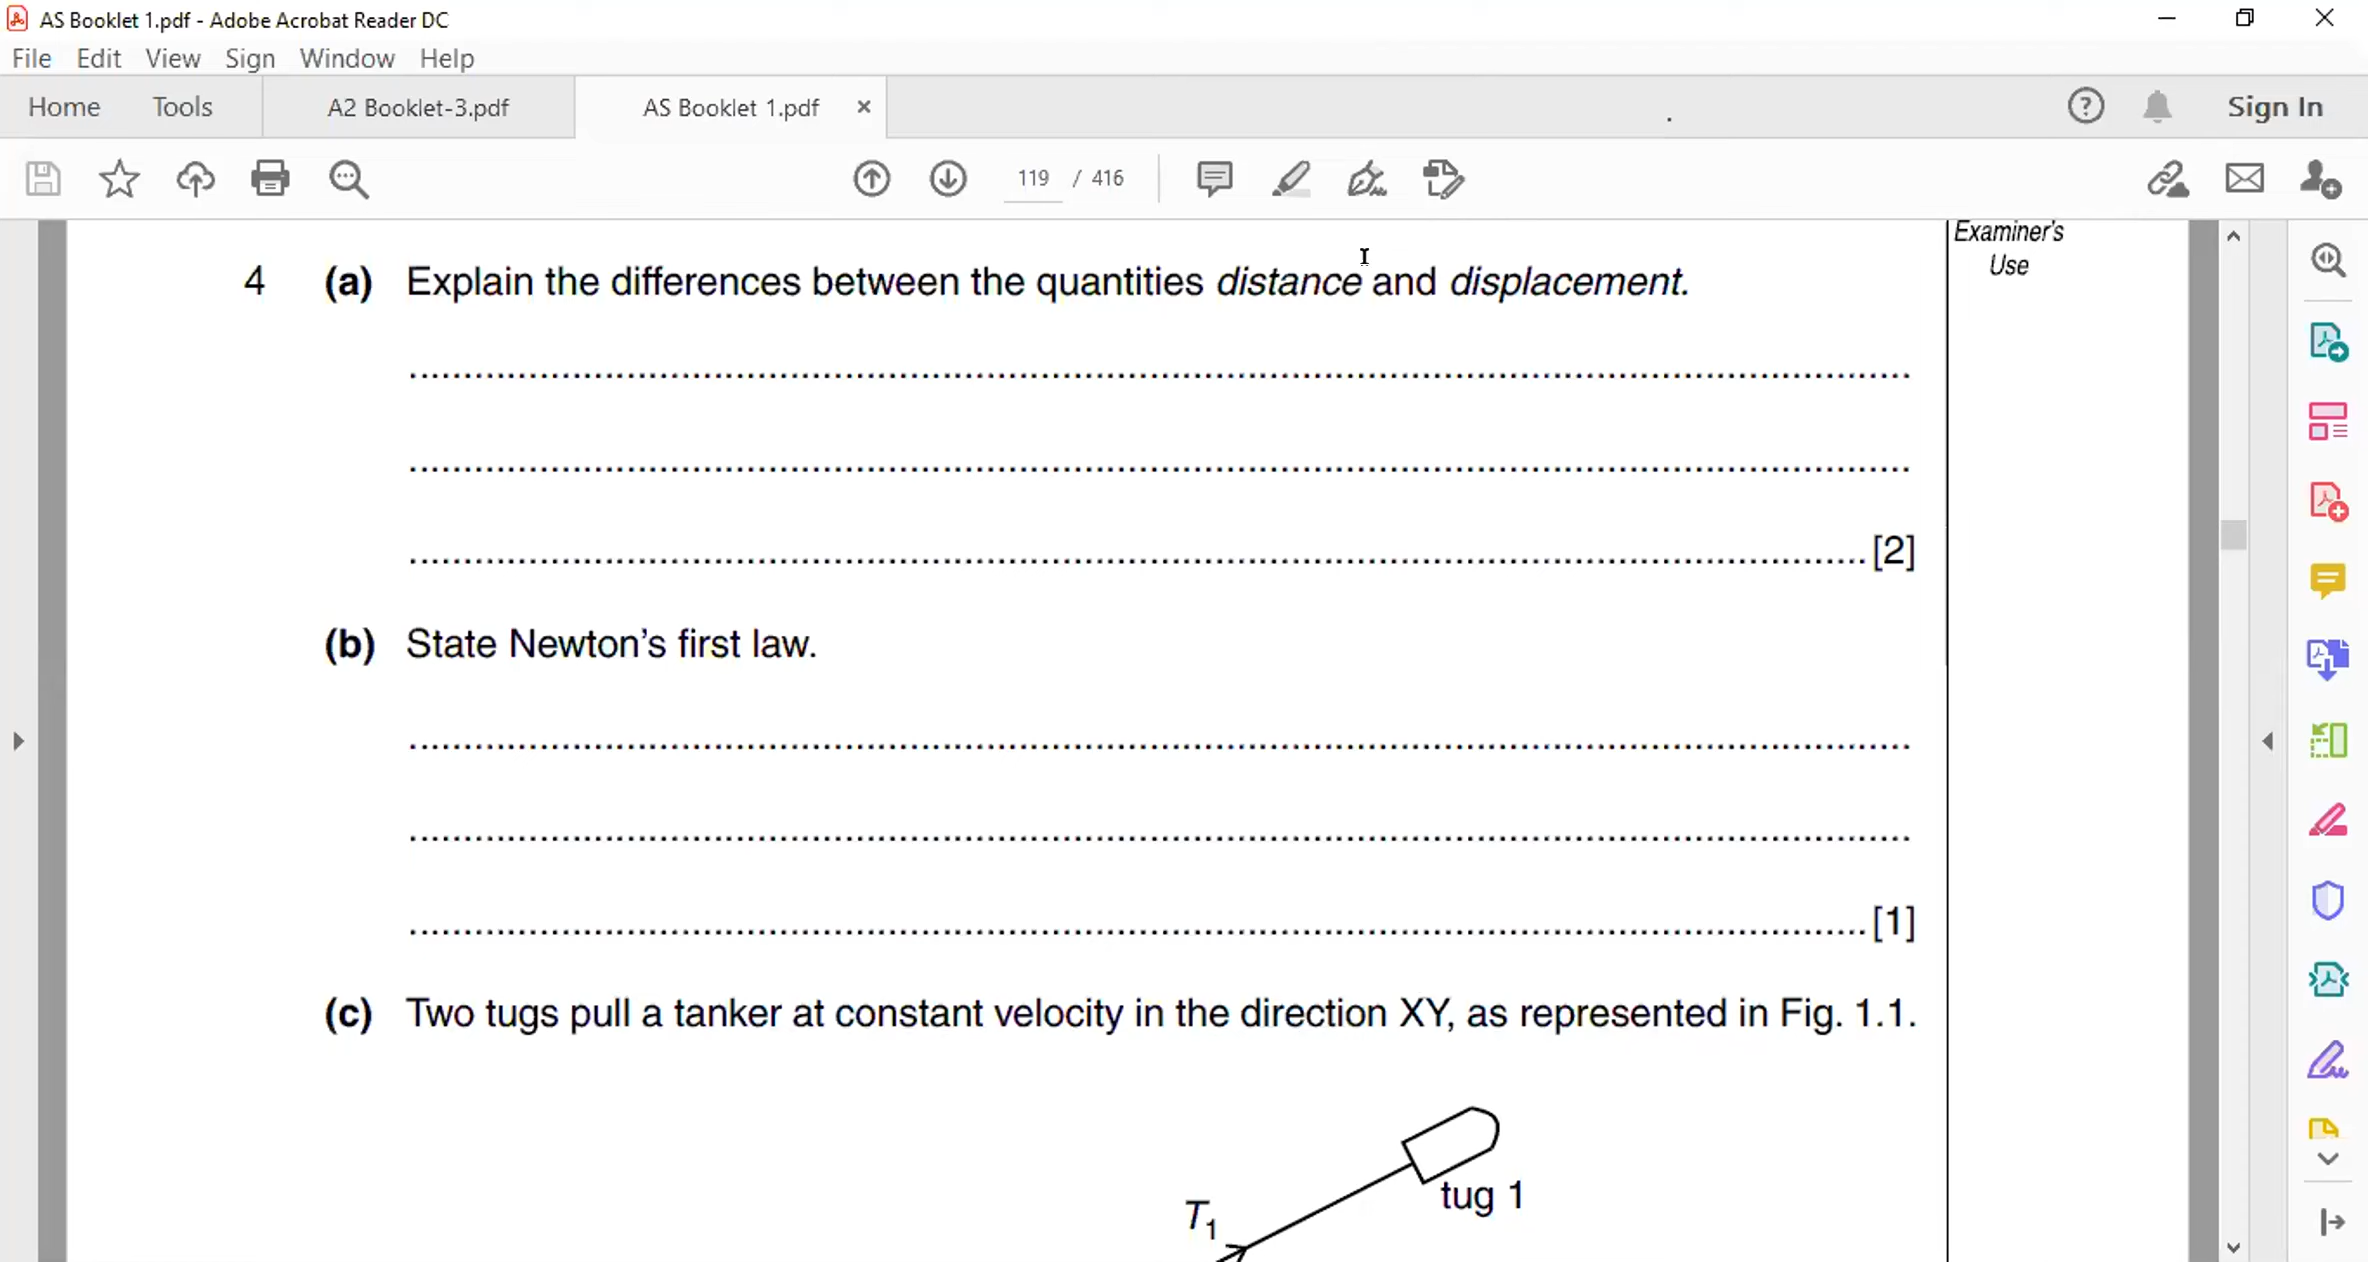 AS Booklet 1.pdf - Adobe Acrobat Reader DC
File Edit View Sign Window Help
Home Tools A2 Booklet-3.pdf AS Booklet 1.pdf × Sign In
119 / 416
Examiner's
Use
4 (a) Explain the differences between the quantities distance and displacement.
..........................................................................................
..........................................................................................
.......................................................................................... [2]
(b) State Newton's first law.
..........................................................................................
..........................................................................................
.......................................................................................... [1]
(c) Two tugs pull a tanker at constant velocity in the direction XY, as represented in Fig. 1.1.
tug 1
T1